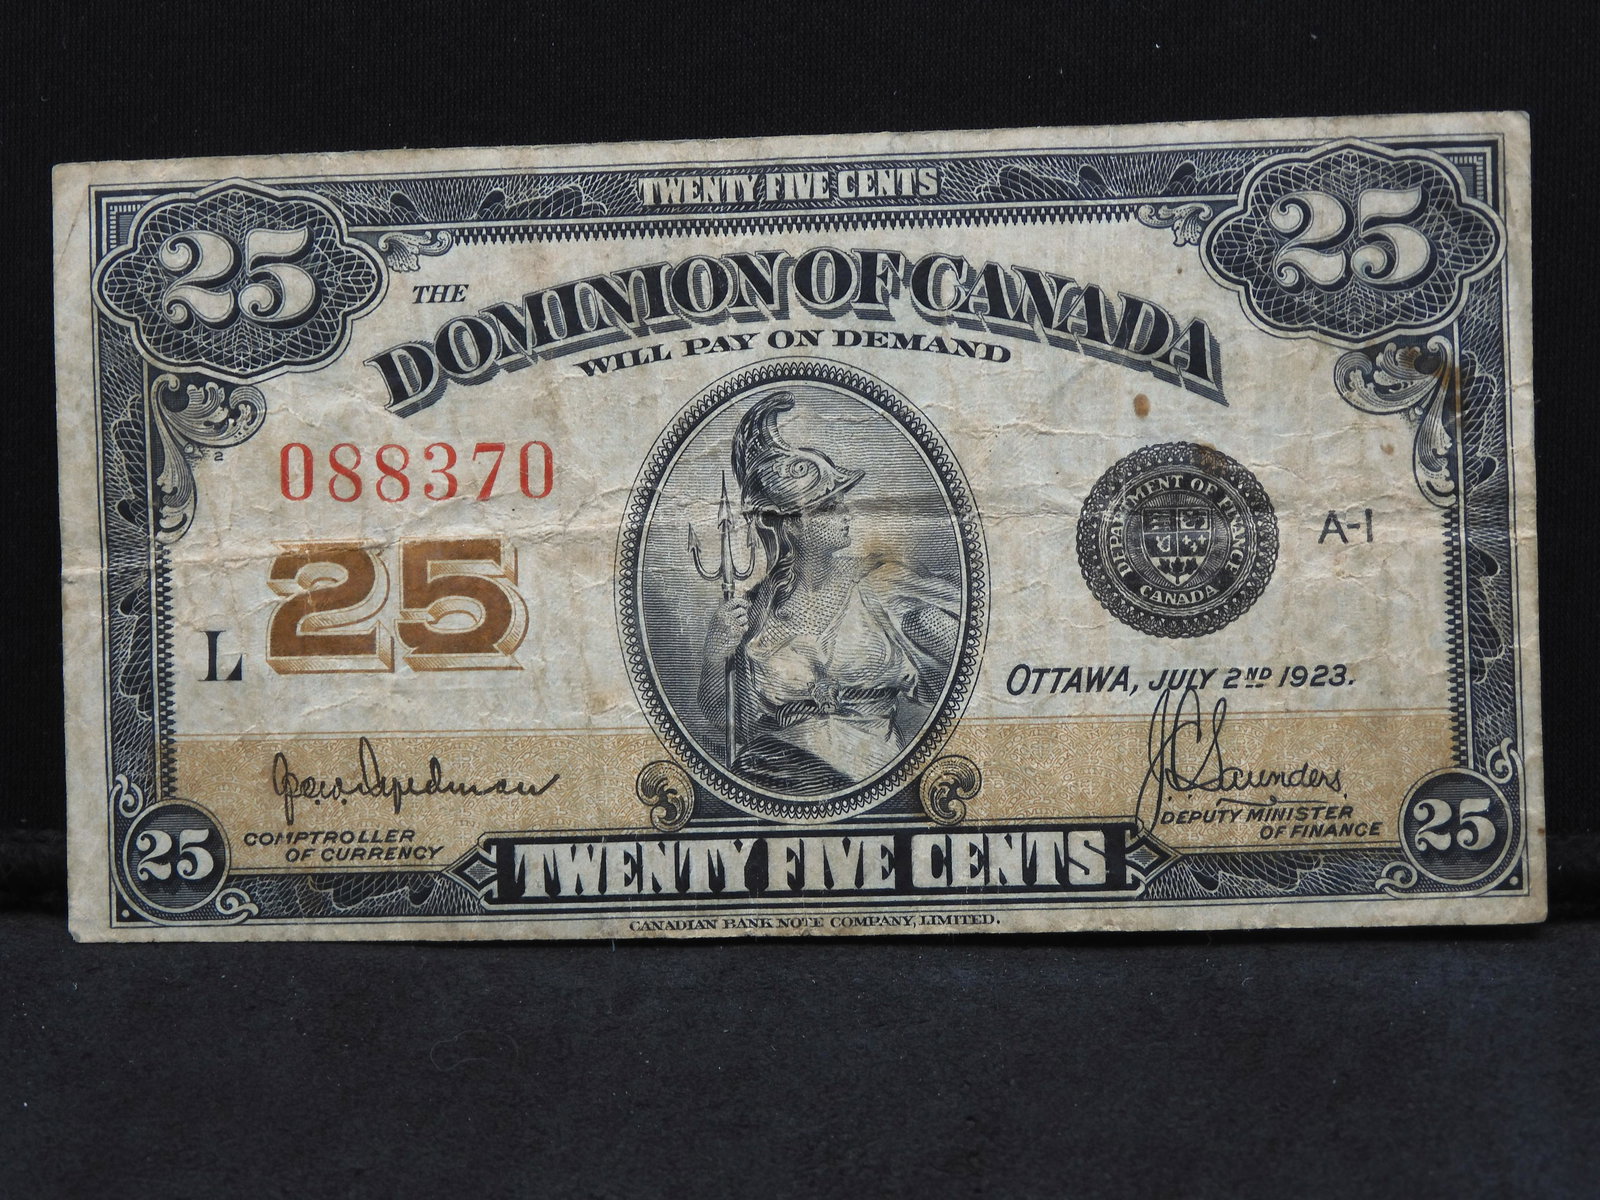 TWENTY FIVE CENTS
25
25
THE
DOMINION OF CANADA
WILL PAY ON DEMAND
088370
2
25
L
DEPARTMENT OF FINANCE
CANADA
A-1
OTTAWA, JULY 2ND 1923.
J.C. Saunders.
COMPTROLLER
OF CURRENCY
DEPUTY MINISTER
OF FINANCE
25
TWENTY FIVE CENTS
25
CANADIAN BANK NOTE COMPANY, LIMITED.